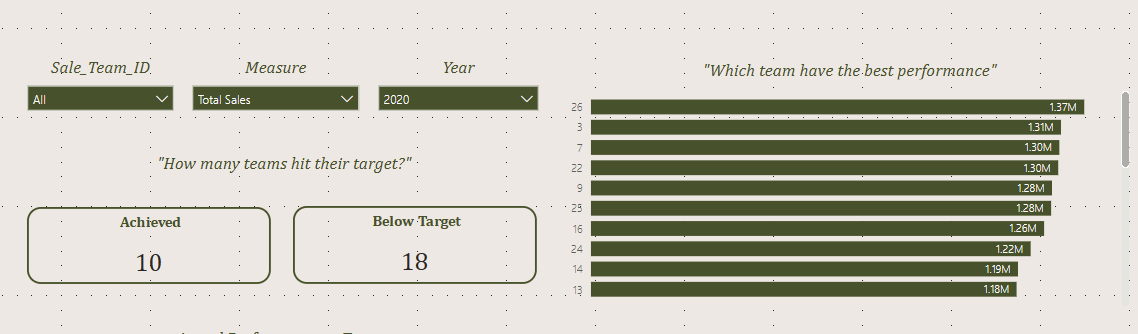 Sale_Team_ID
Measure
Year
All
Total Sales
2020
"How many teams hit their target?"
Achieved
10
Below Target
18
"Which team have the best performance"
26 1.37M
3 1.31M
7 1.30M
22 1.30M
9 1.28M
25 1.28M
16 1.26M
24 1.22M
14 1.19M
13 1.18M